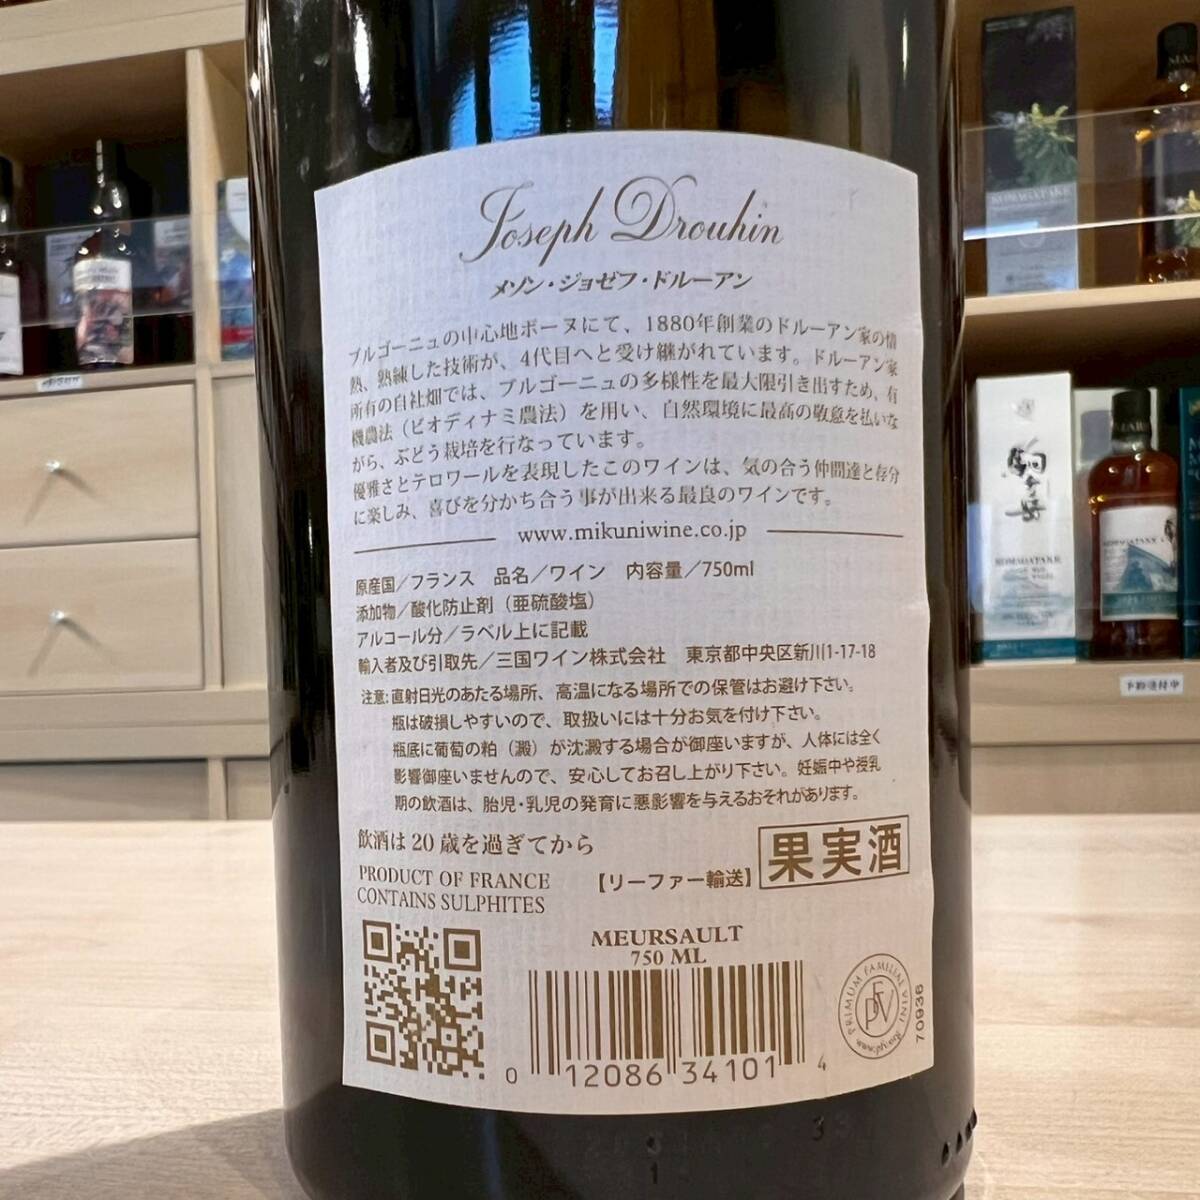 Joseph Drouhin
メゾン・ジョゼフ・ドルーアン
ブルゴーニュの中心地ボーヌにて、1880年創業のドルーアン家の情
熱、熟練した技術が、4代目へと受け継がれています。ドルーアン家
所有の自社畑では、ブルゴーニュの多様性を最大限引き出すため、有
機農法（ビオディナミ農法）を用い、自然環境に最高の敬意を払いな
がら、ぶどう栽培を行なっています。
優雅さとテロワールを表現したこのワインは、気の合う仲間達と存分
に楽しみ、喜びを分かち合う事が出来る最良のワインです。
www.mikuniwine.co.jp
原産国／フランス 品名／ワイン 内容量／750ml
添加物／酸化防止剤（亜硫酸塩）
アルコール分／ラベル上に記載
輸入者及び引取先／三国ワイン株式会社 東京都中央区新川1-17-18
注意: 直射日光のあたる場所、高温になる場所での保管はお避け下さい。
瓶は破損しやすいので、取扱いには十分お気を付け下さい。
瓶底に葡萄の粕（澱）が沈澱する場合が御座いますが、人体には全く
影響御座いませんので、安心してお召し上がり下さい。妊娠中や授乳
期の飲酒は、胎児・乳児の発育に悪影響を与えるおそれがあります。
飲酒は20歳を過ぎてから
PRODUCT OF FRANCE
CONTAINS SULPHITES
【リーファー輸送】
果実酒
MEURSAULT
750 ML
0 12086 34101 4
PRIMUM FAMILIAE VINI
PFV
www.pfv.org
70936
駒ヶ岳
KOMAGATAKE
予約受付中